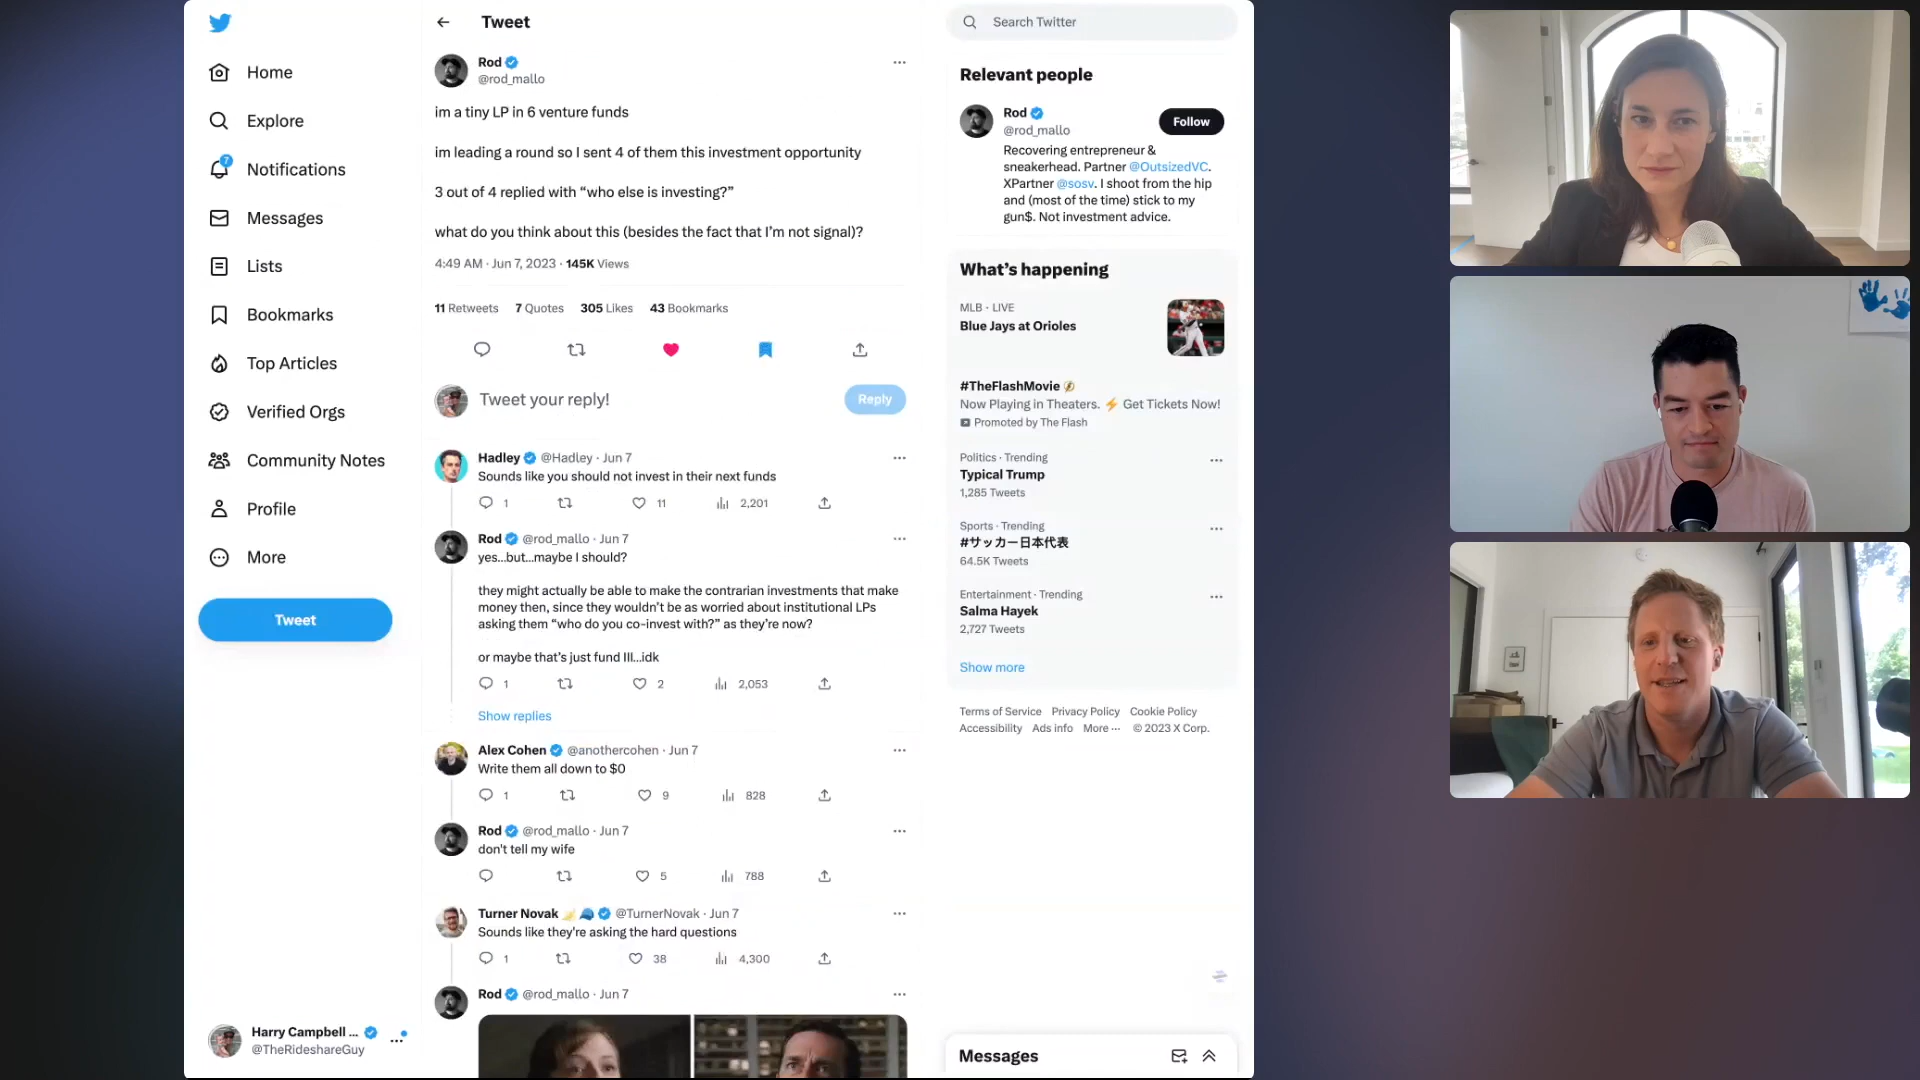 Home
Explore
7
Notifications
Messages
Lists
Bookmarks
Top Articles
Verified Orgs
Community Notes
Profile
More
Tweet
Harry Campbell ...
@TheRideshareGuy
Tweet
Rod
@rod_mallo
im a tiny LP in 6 venture funds
im leading a round so I sent 4 of them this investment opportunity
3 out of 4 replied with “who else is investing?”
what do you think about this (besides the fact that I’m not signal)?
4:49 AM · Jun 7, 2023 · 145K Views
11 Retweets 7 Quotes 305 Likes 43 Bookmarks
Tweet your reply!
Reply
Hadley @Hadley · Jun 7
Sounds like you should not invest in their next funds
1 11 2,201
Rod @rod_mallo · Jun 7
yes...but...maybe I should?
they might actually be able to make the contrarian investments that make
money then, since they wouldn’t be as worried about institutional LPs
asking them “who do you co-invest with?” as they’re now?
or maybe that’s just fund III...idk
1 2 2,053
Show replies
Alex Cohen @anothercohen · Jun 7
Write them all down to $0
1 9 828
Rod @rod_mallo · Jun 7
don't tell my wife
5 788
Turner Novak @TurnerNovak · Jun 7
Sounds like they're asking the hard questions
1 38 4,300
Rod @rod_mallo · Jun 7
Search Twitter
Relevant people
Rod
@rod_mallo
Follow
Recovering entrepreneur &
sneakerhead. Partner @OutsizedVC.
XPartner @sosv. I shoot from the hip
and (most of the time) stick to my
gun$. Not investment advice.
What’s happening
MLB · LIVE
Blue Jays at Orioles
#TheFlashMovie
Now Playing in Theaters. ⚡ Get Tickets Now!
Promoted by The Flash
Politics · Trending
Typical Trump
1,285 Tweets
Sports · Trending
#サッカー日本代表
64.5K Tweets
Entertainment · Trending
Salma Hayek
2,727 Tweets
Show more
Terms of Service Privacy Policy Cookie Policy
Accessibility Ads info More ··· © 2023 X Corp.
Messages